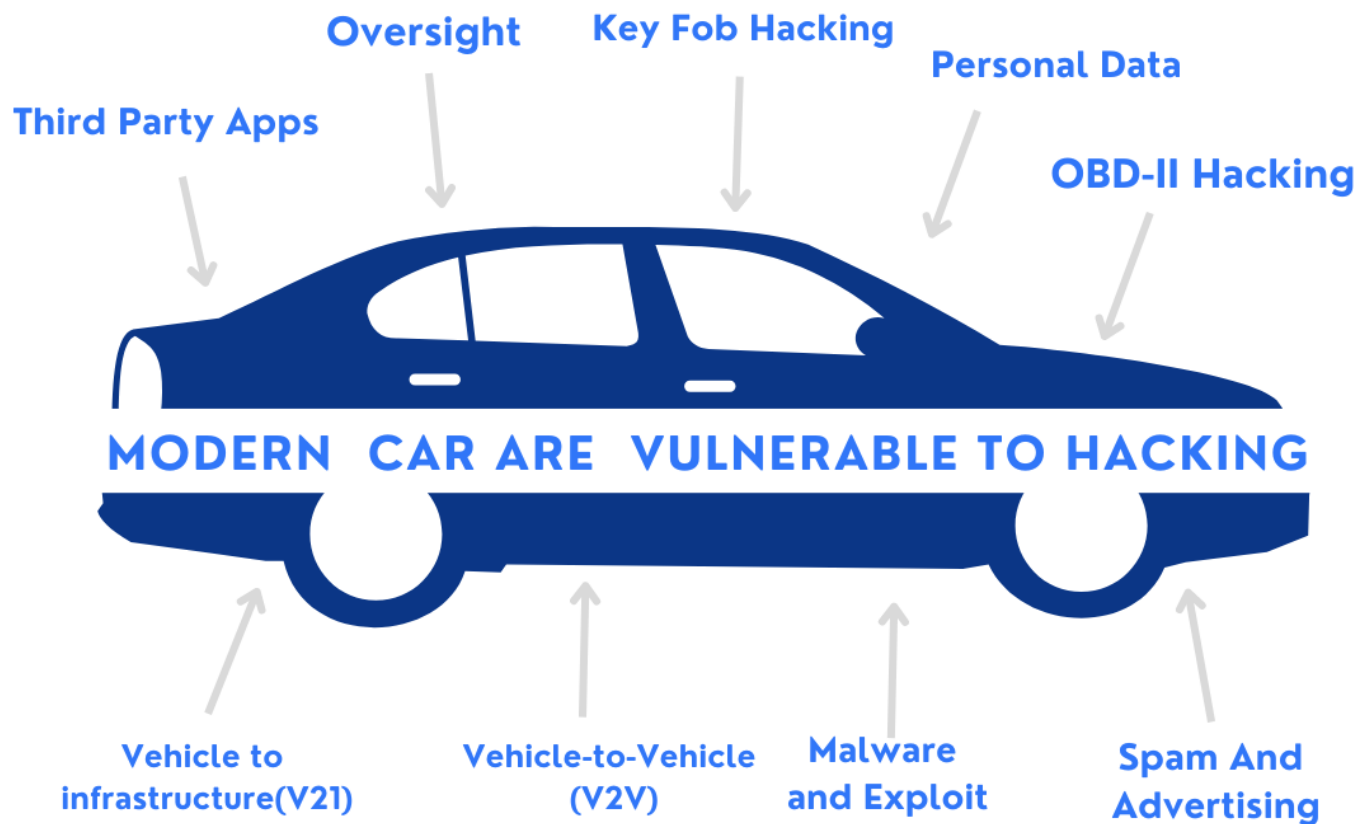 Oversight
Key Fob Hacking
Personal Data
Third Party Apps
OBD-II Hacking
MODERN CAR ARE VULNERABLE TO HACKING
Vehicle to
infrastructure(V21)
Vehicle-to-Vehicle
(V2V)
Malware
and Exploit
Spam And
Advertising